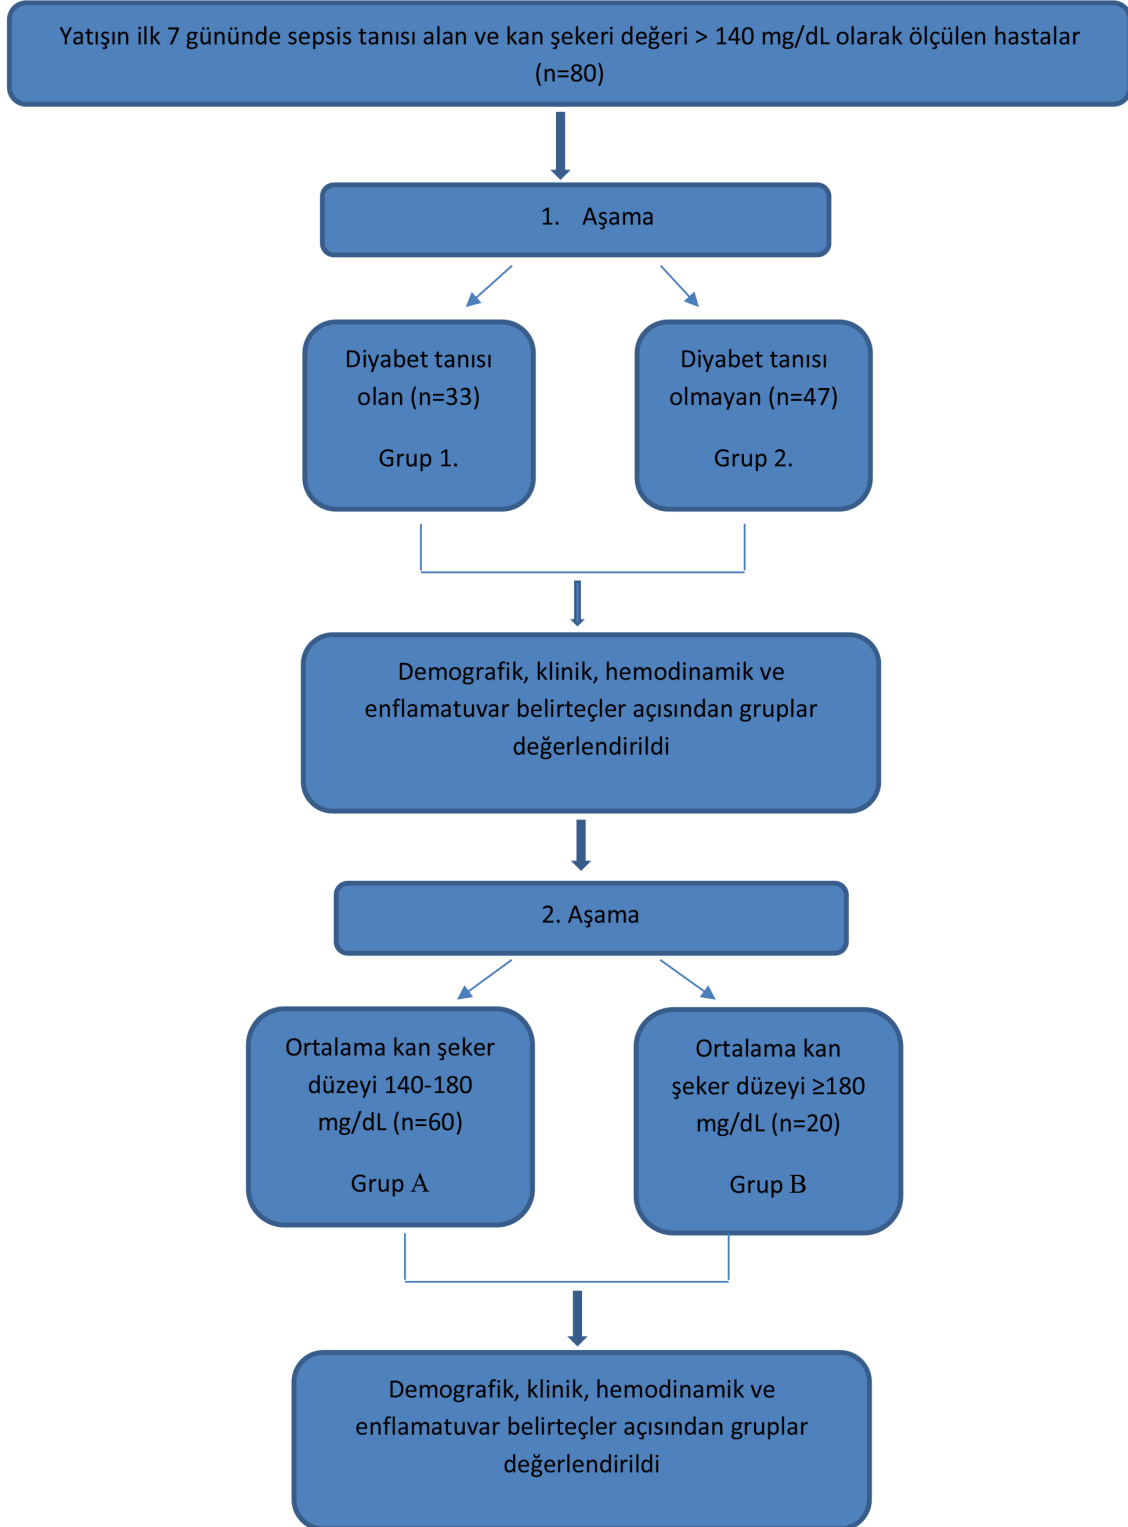 Yatışın ilk 7 gününde sepsis tanısı alan ve kan şekeri değeri > 140 mg/dL olarak ölçülen hastalar
(n=80)
1. Aşama
Diyabet tanısı
olan (n=33)
Grup 1.
Diyabet tanısı
olmayan (n=47)
Grup 2.
Demografik, klinik, hemodinamik ve
enflamatuvar belirteçler açısından gruplar
değerlendirildi
2. Aşama
Ortalama kan şeker
düzeyi 140-180
mg/dL (n=60)
Grup A
Ortalama kan
şeker düzeyi ≥180
mg/dL (n=20)
Grup B
Demografik, klinik, hemodinamik ve
enflamatuvar belirteçler açısından gruplar
değerlendirildi